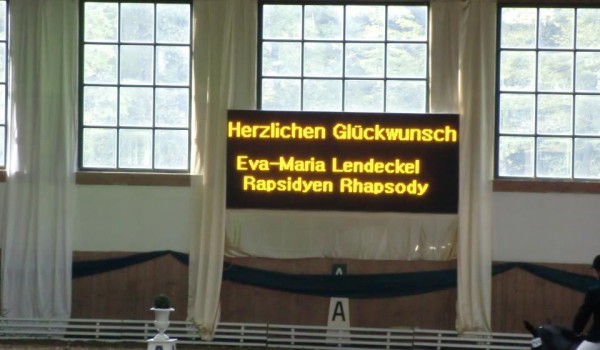 Herzlichen Glückwunsch
Eva-Maria Lendeckel
Rapsidyen Rhapsody
A
A